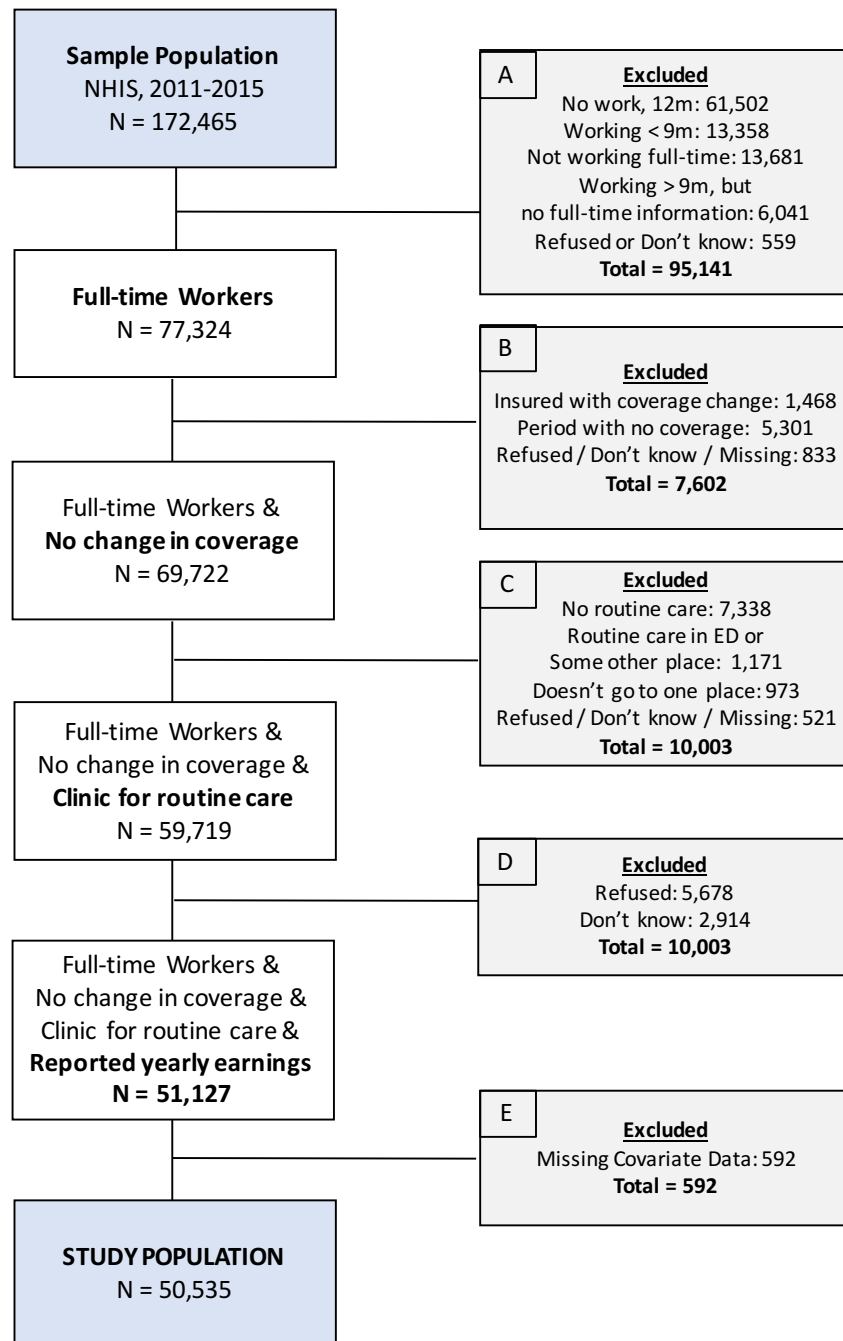 Sample Population
NHIS, 2011-2015
N = 172,465
A
Excluded
No work, 12m: 61,502
Working < 9m: 13,358
Not working full-time: 13,681
Working > 9m, but
no full-time information: 6,041
Refused or Don't know: 559
Total = 95,141
Full-time Workers
N = 77,324
B
Excluded
Insured with coverage change: 1,468
Period with no coverage: 5,301
Refused / Don't know / Missing: 833
Total = 7,602
Full-time Workers &
No change in coverage
N = 69,722
C
Excluded
No routine care: 7,338
Routine care in ED or
Some other place: 1,171
Doesn't go to one place: 973
Refused / Don't know / Missing: 521
Total = 10,003
Full-time Workers &
No change in coverage &
Clinic for routine care
N = 59,719
D
Excluded
Refused: 5,678
Don't know: 2,914
Total = 10,003
Full-time Workers &
No change in coverage &
Clinic for routine care &
Reported yearly earnings
N = 51,127
E
Excluded
Missing Covariate Data: 592
Total = 592
STUDY POPULATION
N = 50,535